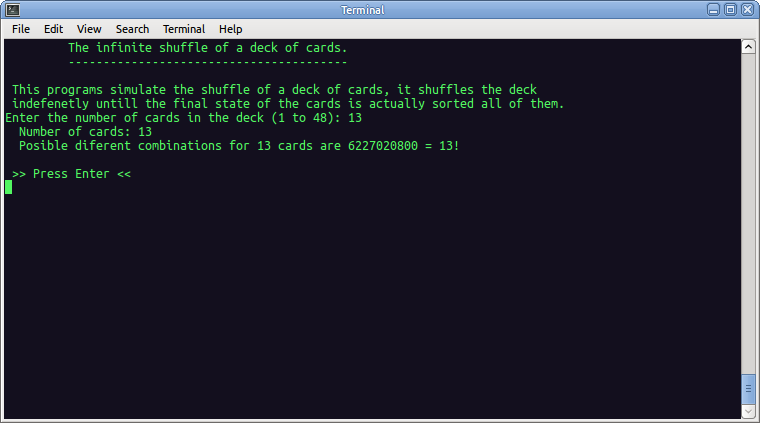 Terminal
File Edit View Search Terminal Help
The infinite shuffle of a deck of cards.
----------------------------------------
This programs simulate the shuffle of a deck of cards, it shuffles the deck
indefenetly untill the final state of the cards is actually sorted all of them.
Enter the number of cards in the deck (1 to 48): 13
Number of cards: 13
Posible diferent combinations for 13 cards are 6227020800 = 13!
>> Press Enter <<